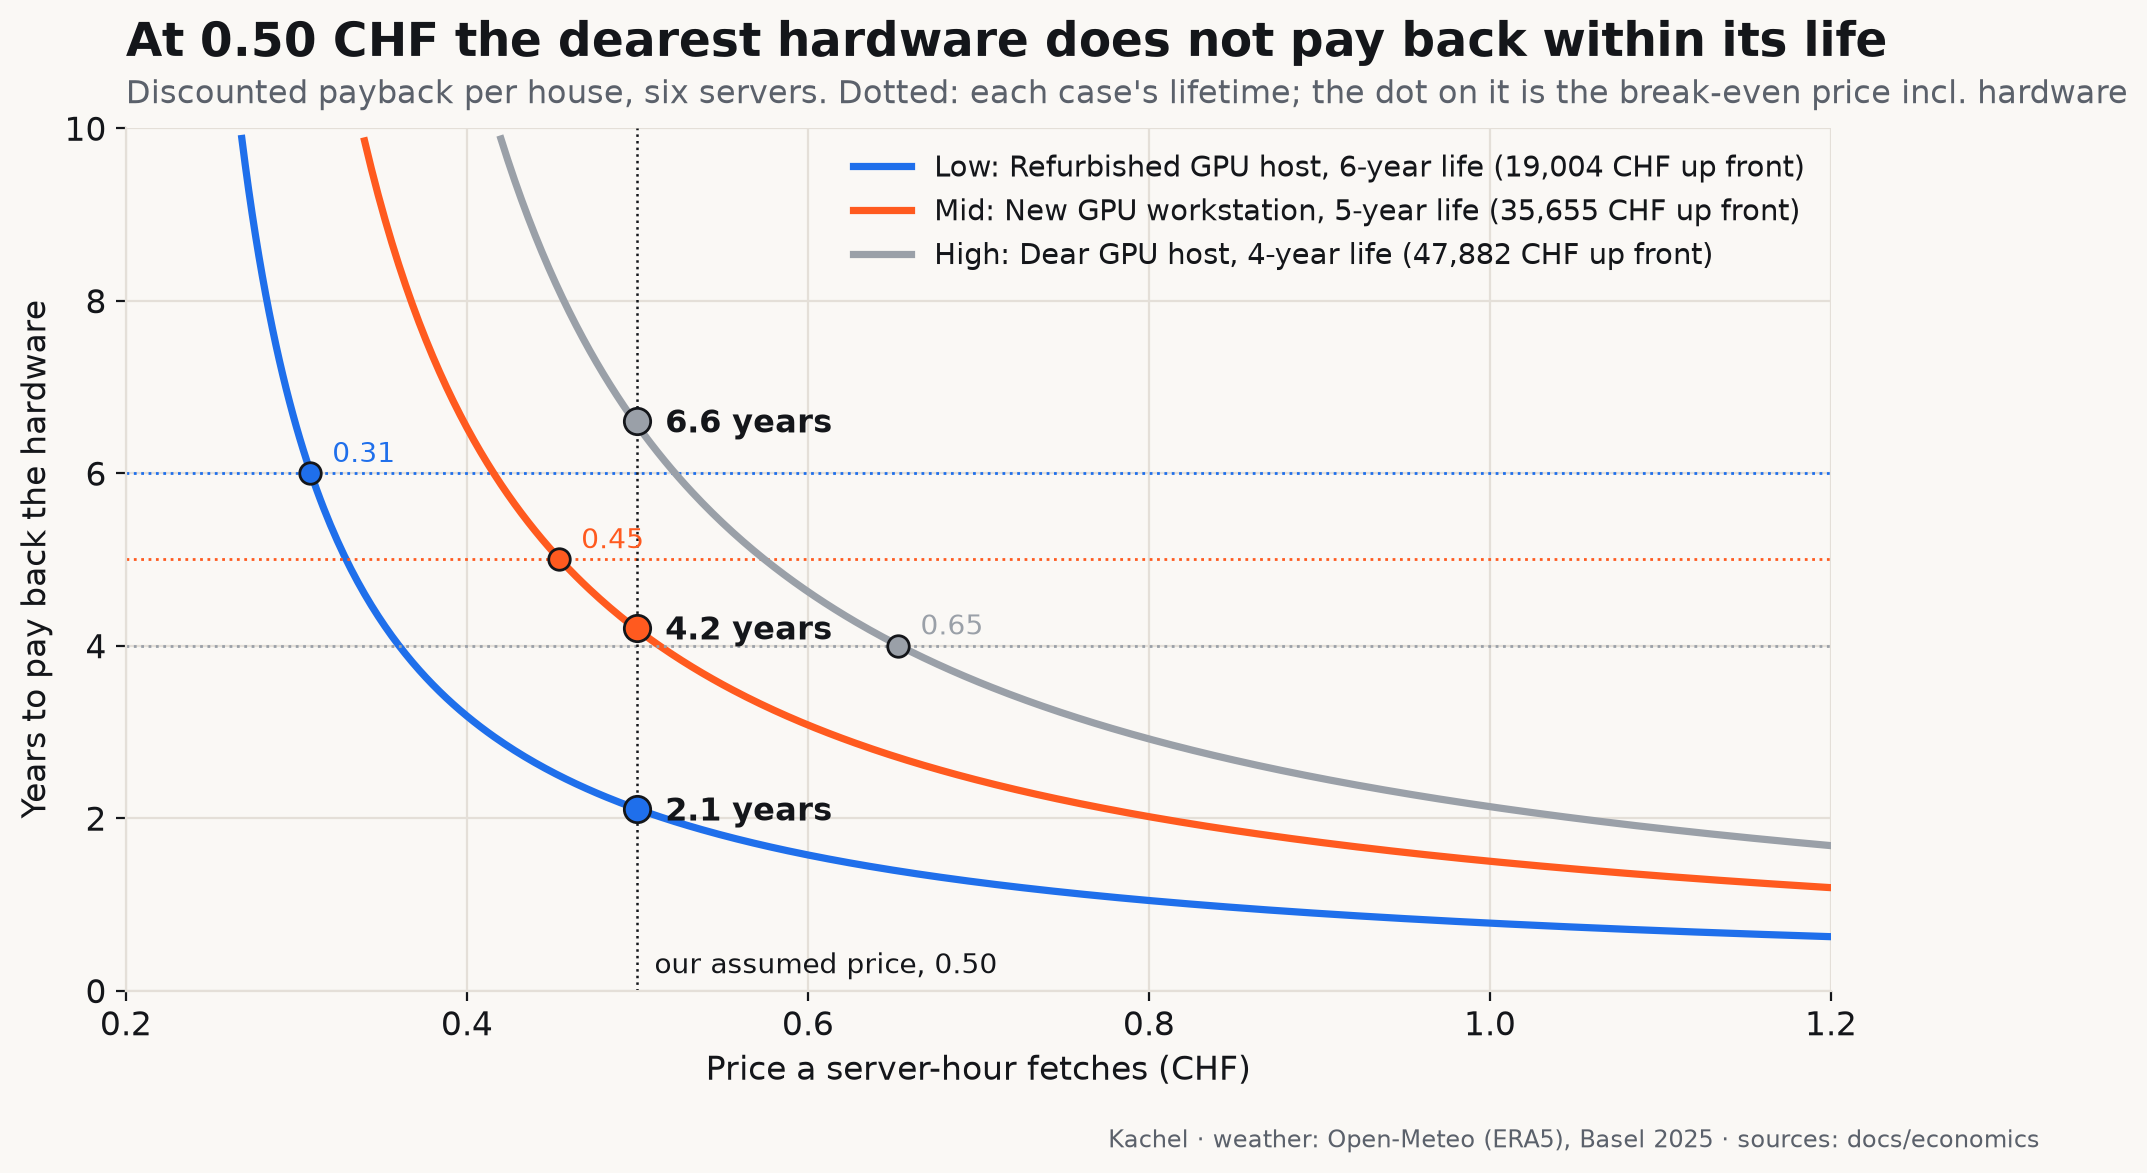 At 0.50 CHF the dearest hardware does not pay back within its life
Discounted payback per house, six servers. Dotted: each case's lifetime; the dot on it is the break-even price incl. hardware
Low: Refurbished GPU host, 6-year life (19,004 CHF up front)
Mid: New GPU workstation, 5-year life (35,655 CHF up front)
High: Dear GPU host, 4-year life (47,882 CHF up front)
Years to pay back the hardware
10
8
6
4
2
0
6.6 years
0.31
0.45
4.2 years
0.65
2.1 years
our assumed price, 0.50
0.2
0.4
0.6
0.8
1.0
1.2
Price a server-hour fetches (CHF)
Kachel · weather: Open-Meteo (ERA5), Basel 2025 · sources: docs/economics